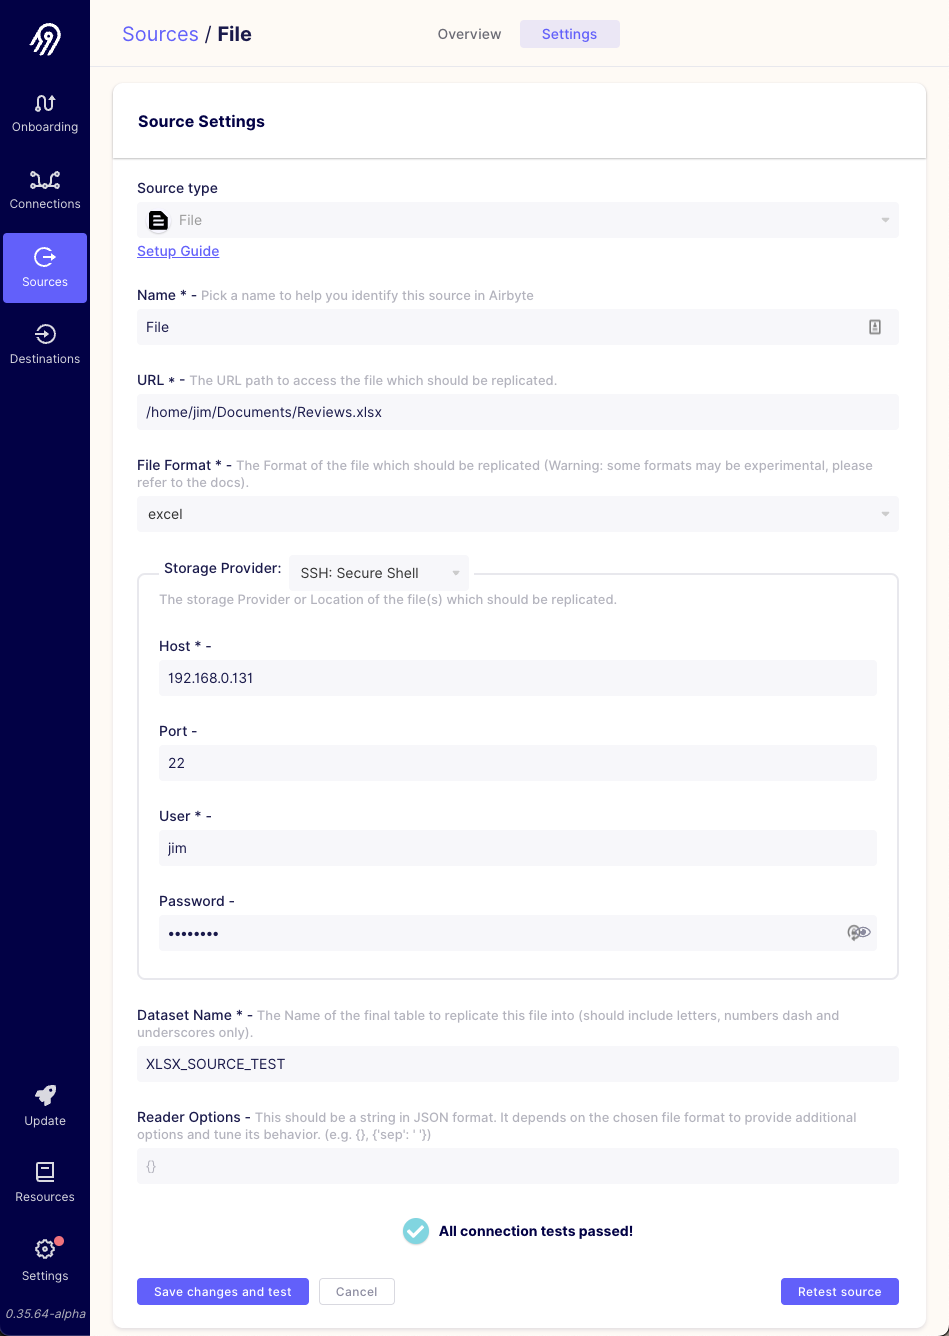 Sources / File
Overview
Settings
Onboarding
Connections
Sources
Destinations
Update
Resources
Settings
0.35.64-alpha
Source Settings
Source type
File
Setup Guide
Name * - Pick a name to help you identify this source in Airbyte
File
URL * - The URL path to access the file which should be replicated.
/home/jim/Documents/Reviews.xlsx
File Format * - The Format of the file which should be replicated (Warning: some formats may be experimental, please
refer to the docs).
excel
Storage Provider: SSH: Secure Shell
The storage Provider or Location of the file(s) which should be replicated.
Host * -
192.168.0.131
Port -
22
User * -
jim
Password -
••••••••
Dataset Name * - The Name of the final table to replicate this file into (should include letters, numbers dash and
underscores only).
XLSX_SOURCE_TEST
Reader Options - This should be a string in JSON format. It depends on the chosen file format to provide additional
options and tune its behavior. (e.g. {}, {'sep': ' '})
{}
All connection tests passed!
Save changes and test
Cancel
Retest source